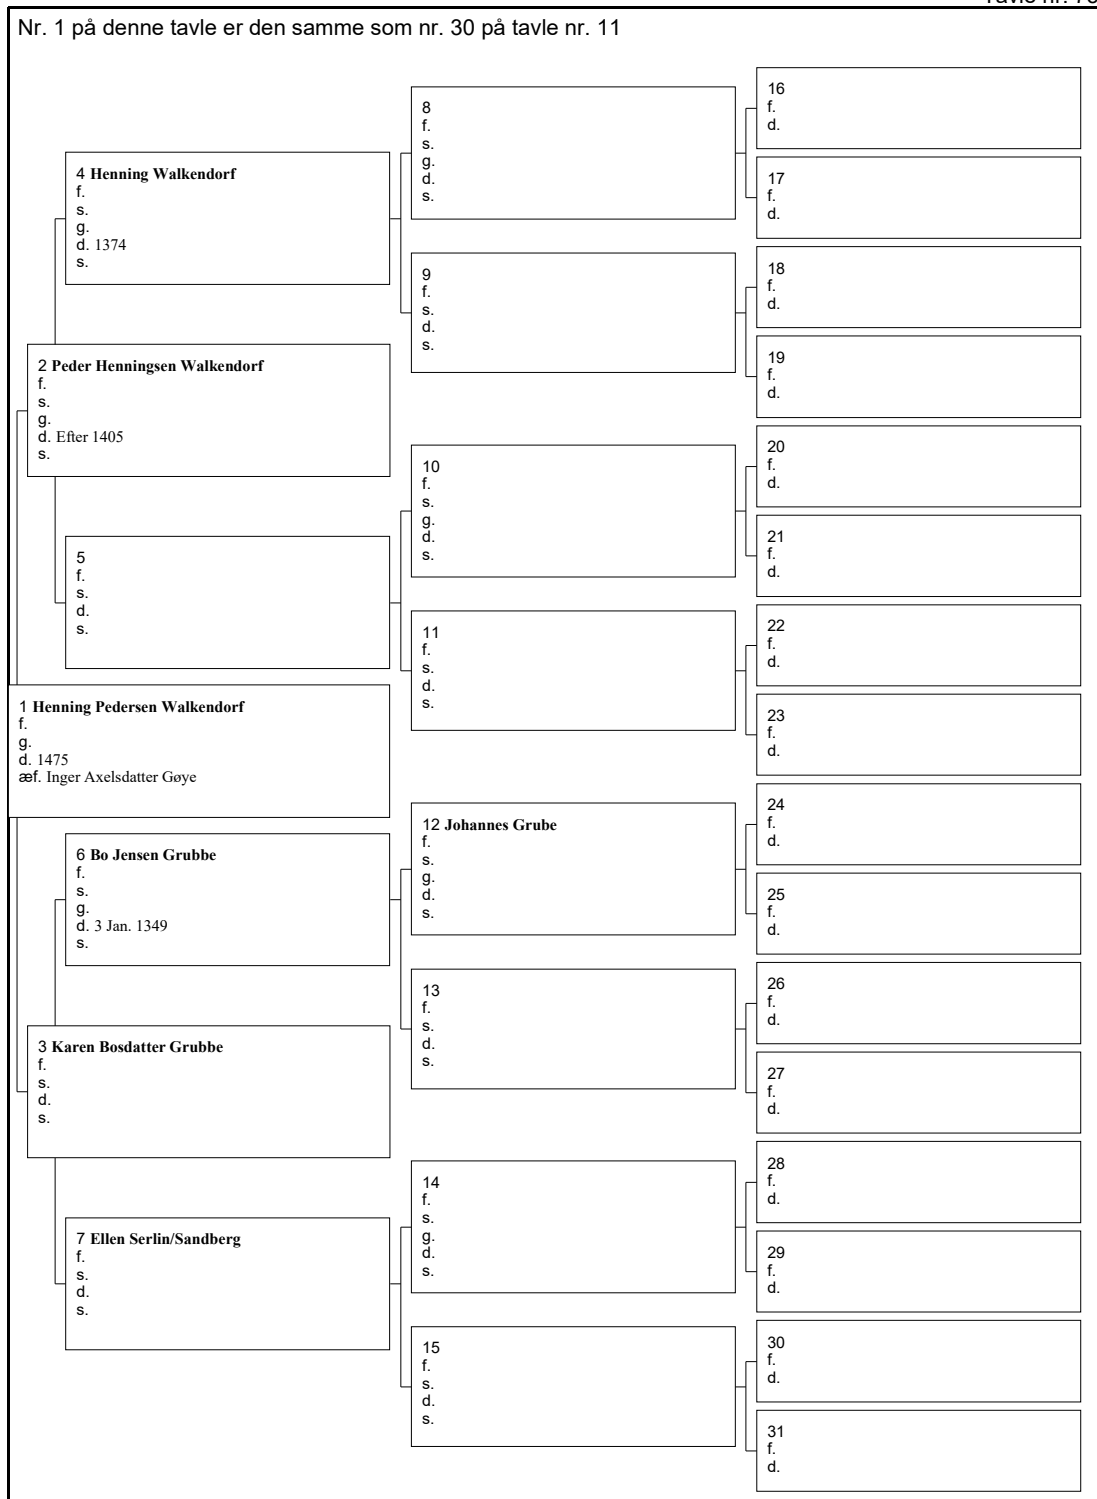 Nr. 1 på denne tavle er den samme som nr. 30 på tavle nr. 11
16
f.
d.
8
f.
s.
g.
d.
s.
4 Henning Walkendorf
f.
s.
g.
d. 1374
s.
17
f.
d.
18
f.
d.
9
f.
s.
d.
s.
19
f.
d.
2 Peder Henningsen Walkendorf
f.
s.
g.
d. Efter 1405
s.
20
f.
d.
10
f.
s.
g.
d.
s.
21
f.
d.
5
f.
s.
d.
s.
22
f.
d.
11
f.
s.
d.
s.
23
f.
d.
1 Henning Pedersen Walkendorf
f.
g.
d. 1475
æf. Inger Axelsdatter Gøye
24
f.
d.
12 Johannes Grube
f.
s.
g.
d.
s.
6 Bo Jensen Grubbe
f.
s.
g.
d. 3 Jan. 1349
s.
25
f.
d.
26
f.
d.
13
f.
s.
d.
s.
27
f.
d.
3 Karen Bosdatter Grubbe
f.
s.
d.
s.
28
f.
d.
14
f.
s.
g.
d.
s.
7 Ellen Serlin/Sandberg
f.
s.
d.
s.
29
f.
d.
30
f.
d.
15
f.
s.
d.
s.
31
f.
d.